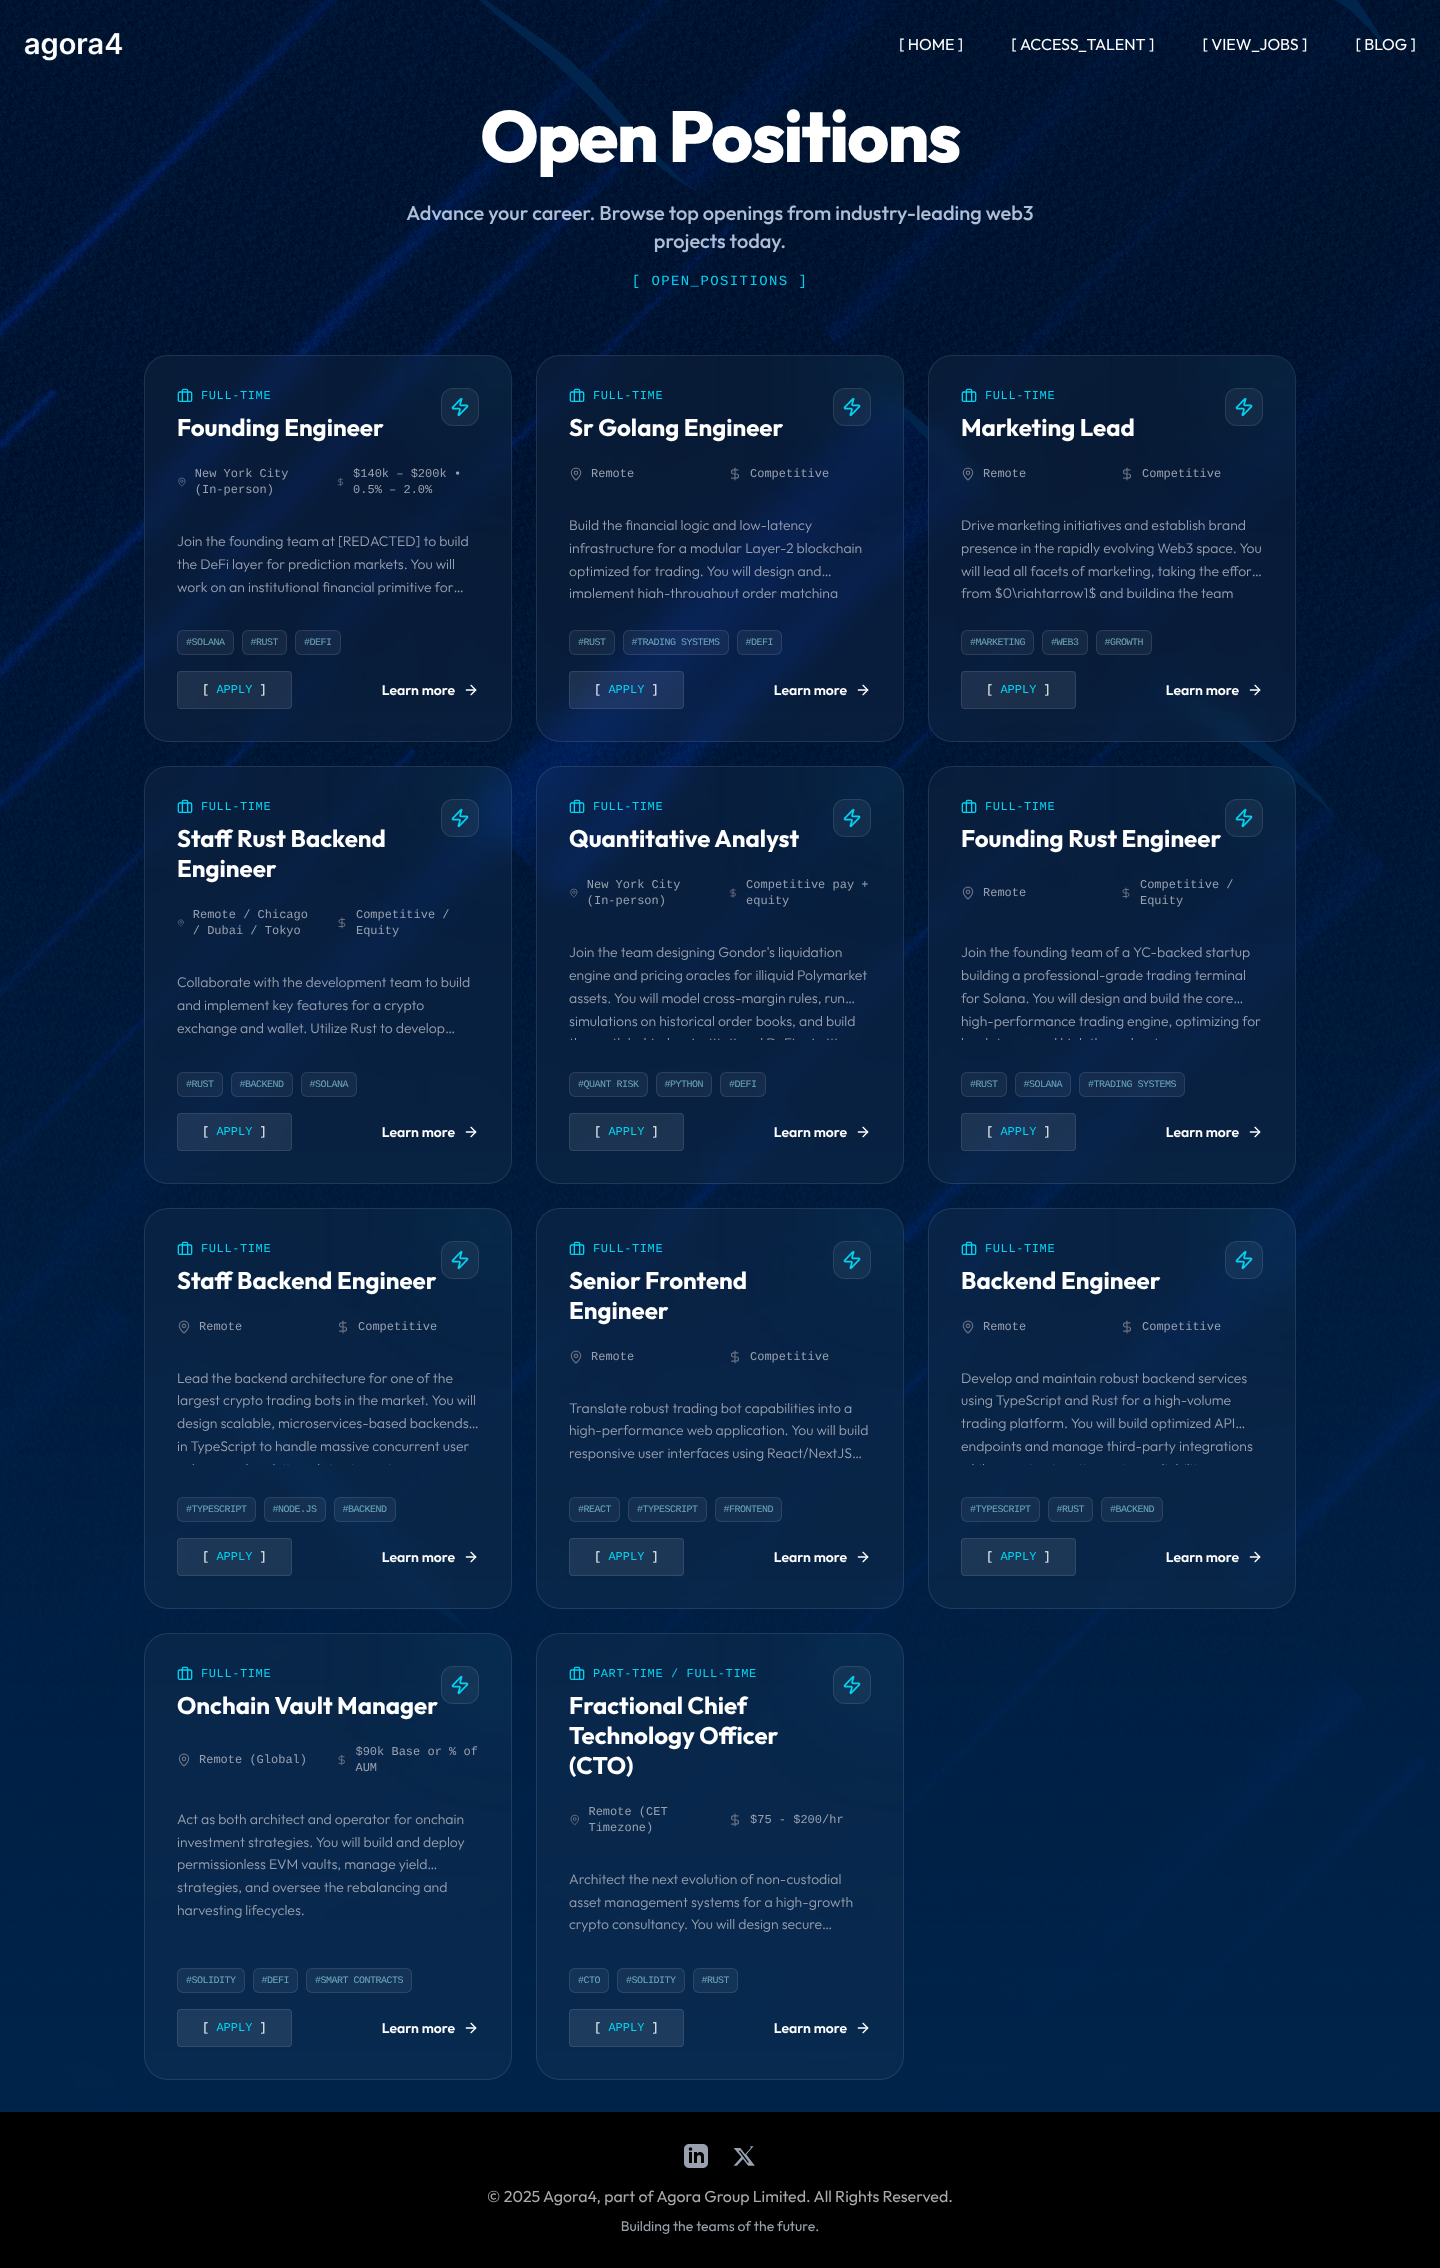 agora4
[ HOME ]
[ ACCESS_TALENT ]
[ VIEW_JOBS ]
[ BLOG ]
Open Positions
Advance your career. Browse top openings from industry-leading web3
projects today.
[ OPEN_POSITIONS ]
FULL-TIME
Founding Engineer
New York City
(In-person)
$140k – $200k •
0.5% – 2.0%
Join the founding team at [REDACTED] to build
the DeFi layer for prediction markets. You will
work on an institutional financial primitive for...
#SOLANA
#RUST
#DEFI
[ APPLY ]
Learn more
FULL-TIME
Sr Golang Engineer
Remote
Competitive
Build the financial logic and low-latency
infrastructure for a modular Layer-2 blockchain
optimized for trading. You will design and...
implement high-throughput order matching
#RUST
#TRADING SYSTEMS
#DEFI
[ APPLY ]
Learn more
FULL-TIME
Marketing Lead
Remote
Competitive
Drive marketing initiatives and establish brand
presence in the rapidly evolving Web3 space. You
will lead all facets of marketing, taking the effor...
from $0\rightarrow1$ and building the team
#MARKETING
#WEB3
#GROWTH
[ APPLY ]
Learn more
FULL-TIME
Staff Rust Backend
Engineer
Remote / Chicago
/ Dubai / Tokyo
Competitive /
Equity
Collaborate with the development team to build
and implement key features for a crypto
exchange and wallet. Utilize Rust to develop...
#RUST
#BACKEND
#SOLANA
[ APPLY ]
Learn more
FULL-TIME
Quantitative Analyst
New York City
(In-person)
Competitive pay +
equity
Join the team designing Gondor's liquidation
engine and pricing oracles for illiquid Polymarket
assets. You will model cross-margin rules, run...
simulations on historical order books, and build
#QUANT RISK
#PYTHON
#DEFI
[ APPLY ]
Learn more
FULL-TIME
Founding Rust Engineer
Remote
Competitive /
Equity
Join the founding team of a YC-backed startup
building a professional-grade trading terminal
for Solana. You will design and build the core...
high-performance trading engine, optimizing for
#RUST
#SOLANA
#TRADING SYSTEMS
[ APPLY ]
Learn more
FULL-TIME
Staff Backend Engineer
Remote
Competitive
Lead the backend architecture for one of the
largest crypto trading bots in the market. You will
design scalable, microservices-based backends...
in TypeScript to handle massive concurrent user
#TYPESCRIPT
#NODE.JS
#BACKEND
[ APPLY ]
Learn more
FULL-TIME
Senior Frontend
Engineer
Remote
Competitive
Translate robust trading bot capabilities into a
high-performance web application. You will build
responsive user interfaces using React/NextJS...
#REACT
#TYPESCRIPT
#FRONTEND
[ APPLY ]
Learn more
FULL-TIME
Backend Engineer
Remote
Competitive
Develop and maintain robust backend services
using TypeScript and Rust for a high-volume
trading platform. You will build optimized API...
endpoints and manage third-party integrations
#TYPESCRIPT
#RUST
#BACKEND
[ APPLY ]
Learn more
FULL-TIME
Onchain Vault Manager
Remote (Global)
$90k Base or % of
AUM
Act as both architect and operator for onchain
investment strategies. You will build and deploy
permissionless EVM vaults, manage yield...
strategies, and oversee the rebalancing and
harvesting lifecycles.
#SOLIDITY
#DEFI
#SMART CONTRACTS
[ APPLY ]
Learn more
PART-TIME / FULL-TIME
Fractional Chief
Technology Officer
(CTO)
Remote (CET
Timezone)
$75 - $200/hr
Architect the next evolution of non-custodial
asset management systems for a high-growth
crypto consultancy. You will design secure...
#CTO
#SOLIDITY
#RUST
[ APPLY ]
Learn more
© 2025 Agora4, part of Agora Group Limited. All Rights Reserved.
Building the teams of the future.